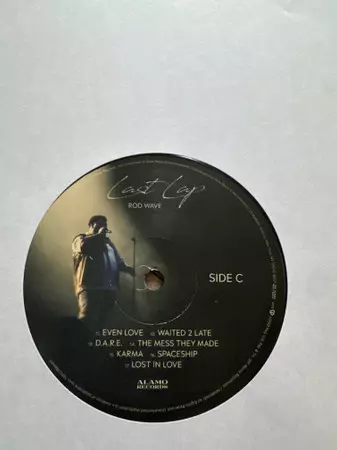 Last Lap
ROD WAVE
SIDE C
EVEN LOVE WAITED 2 LATE
D.A.R.E. THE MESS THEY MADE
KARMA SPACESHIP
LOST IN LOVE
ALAMO
RECORDS